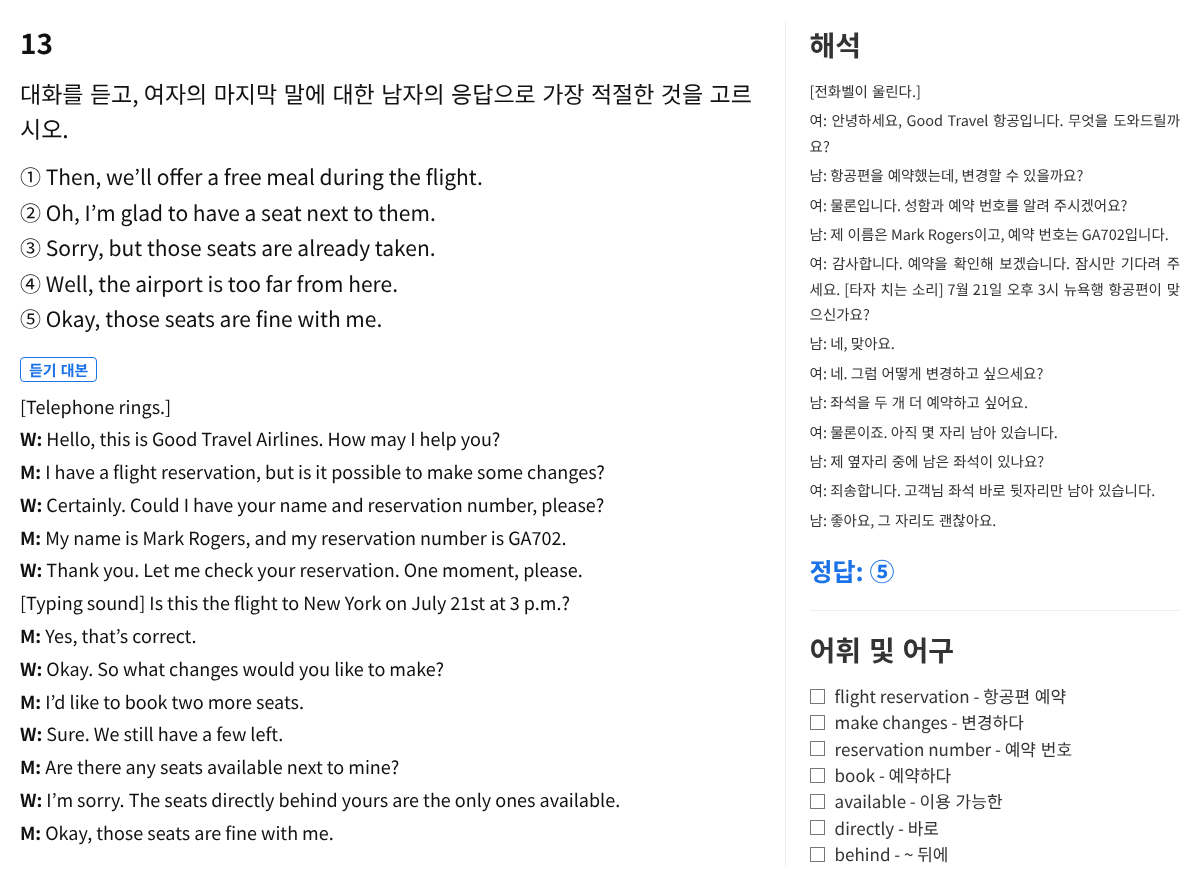 13
대화를 듣고, 여자의 마지막 말에 대한 남자의 응답으로 가장 적절한 것을 고르
시오.
① Then, we’ll offer a free meal during the flight.
② Oh, I’m glad to have a seat next to them.
③ Sorry, but those seats are already taken.
④ Well, the airport is too far from here.
⑤ Okay, those seats are fine with me.
듣기 대본
[Telephone rings.]
W: Hello, this is Good Travel Airlines. How may I help you?
M: I have a flight reservation, but is it possible to make some changes?
W: Certainly. Could I have your name and reservation number, please?
M: My name is Mark Rogers, and my reservation number is GA702.
W: Thank you. Let me check your reservation. One moment, please.
[Typing sound] Is this the flight to New York on July 21st at 3 p.m.?
M: Yes, that’s correct.
W: Okay. So what changes would you like to make?
M: I’d like to book two more seats.
W: Sure. We still have a few left.
M: Are there any seats available next to mine?
W: I’m sorry. The seats directly behind yours are the only ones available.
M: Okay, those seats are fine with me.
해석
[전화벨이 울린다.]
여: 안녕하세요, Good Travel 항공입니다. 무엇을 도와드릴까
요?
남: 항공편을 예약했는데, 변경할 수 있을까요?
여: 물론입니다. 성함과 예약 번호를 알려 주시겠어요?
남: 제 이름은 Mark Rogers이고, 예약 번호는 GA702입니다.
여: 감사합니다. 예약을 확인해 보겠습니다. 잠시만 기다려 주
세요. [타자 치는 소리] 7월 21일 오후 3시 뉴욕행 항공편이 맞
으신가요?
남: 네, 맞아요.
여: 네. 그럼 어떻게 변경하고 싶으세요?
남: 좌석을 두 개 더 예약하고 싶어요.
여: 물론이죠. 아직 몇 자리 남아 있습니다.
남: 제 옆자리 중에 남은 좌석이 있나요?
여: 죄송합니다. 고객님 좌석 바로 뒷자리만 남아 있습니다.
남: 좋아요, 그 자리도 괜찮아요.
정답: ⑤
어휘 및 어구
□ flight reservation - 항공편 예약
□ make changes - 변경하다
□ reservation number - 예약 번호
□ book - 예약하다
□ available - 이용 가능한
□ directly - 바로
□ behind - ~ 뒤에